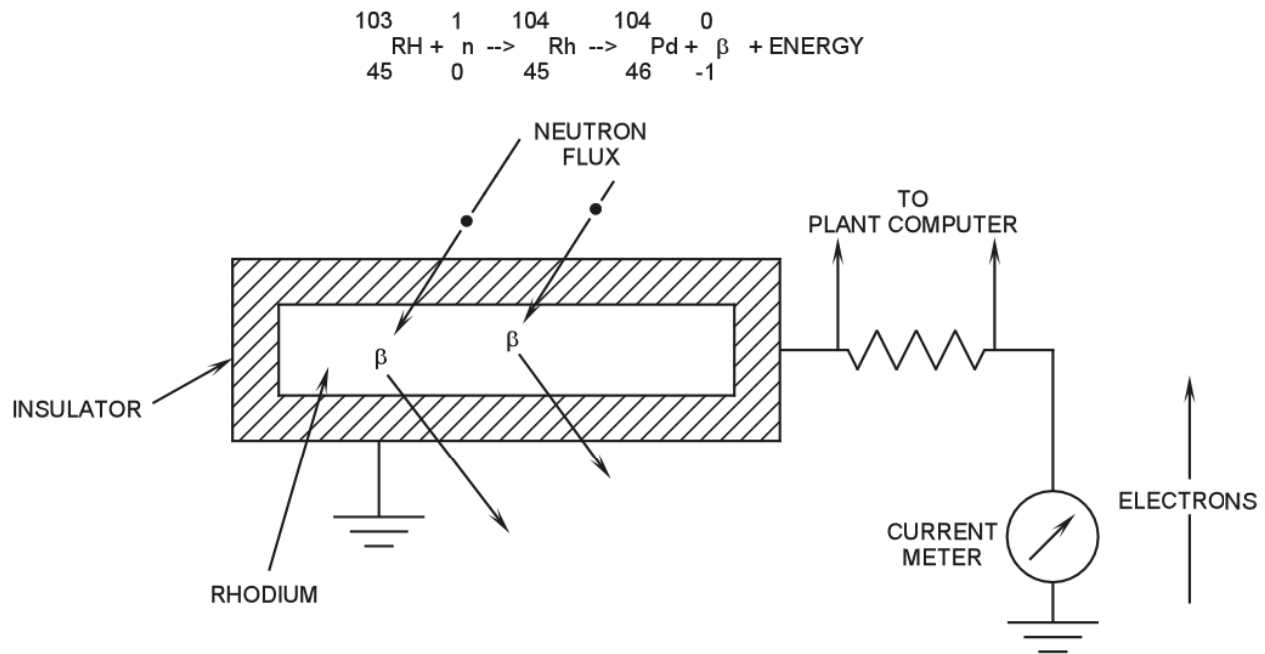 103 1 104 104 0
RH + n --> Rh --> Pd + β + ENERGY
45 0 45 46 -1
NEUTRON
FLUX
TO
PLANT COMPUTER
β β
INSULATOR
ELECTRONS
CURRENT
METER
RHODIUM